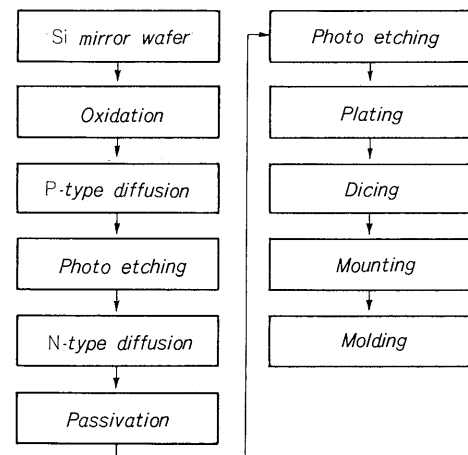 Si mirror wafer
Oxidation
P-type diffusion
Photo etching
N-type diffusion
Passivation
Photo etching
Plating
Dicing
Mounting
Molding